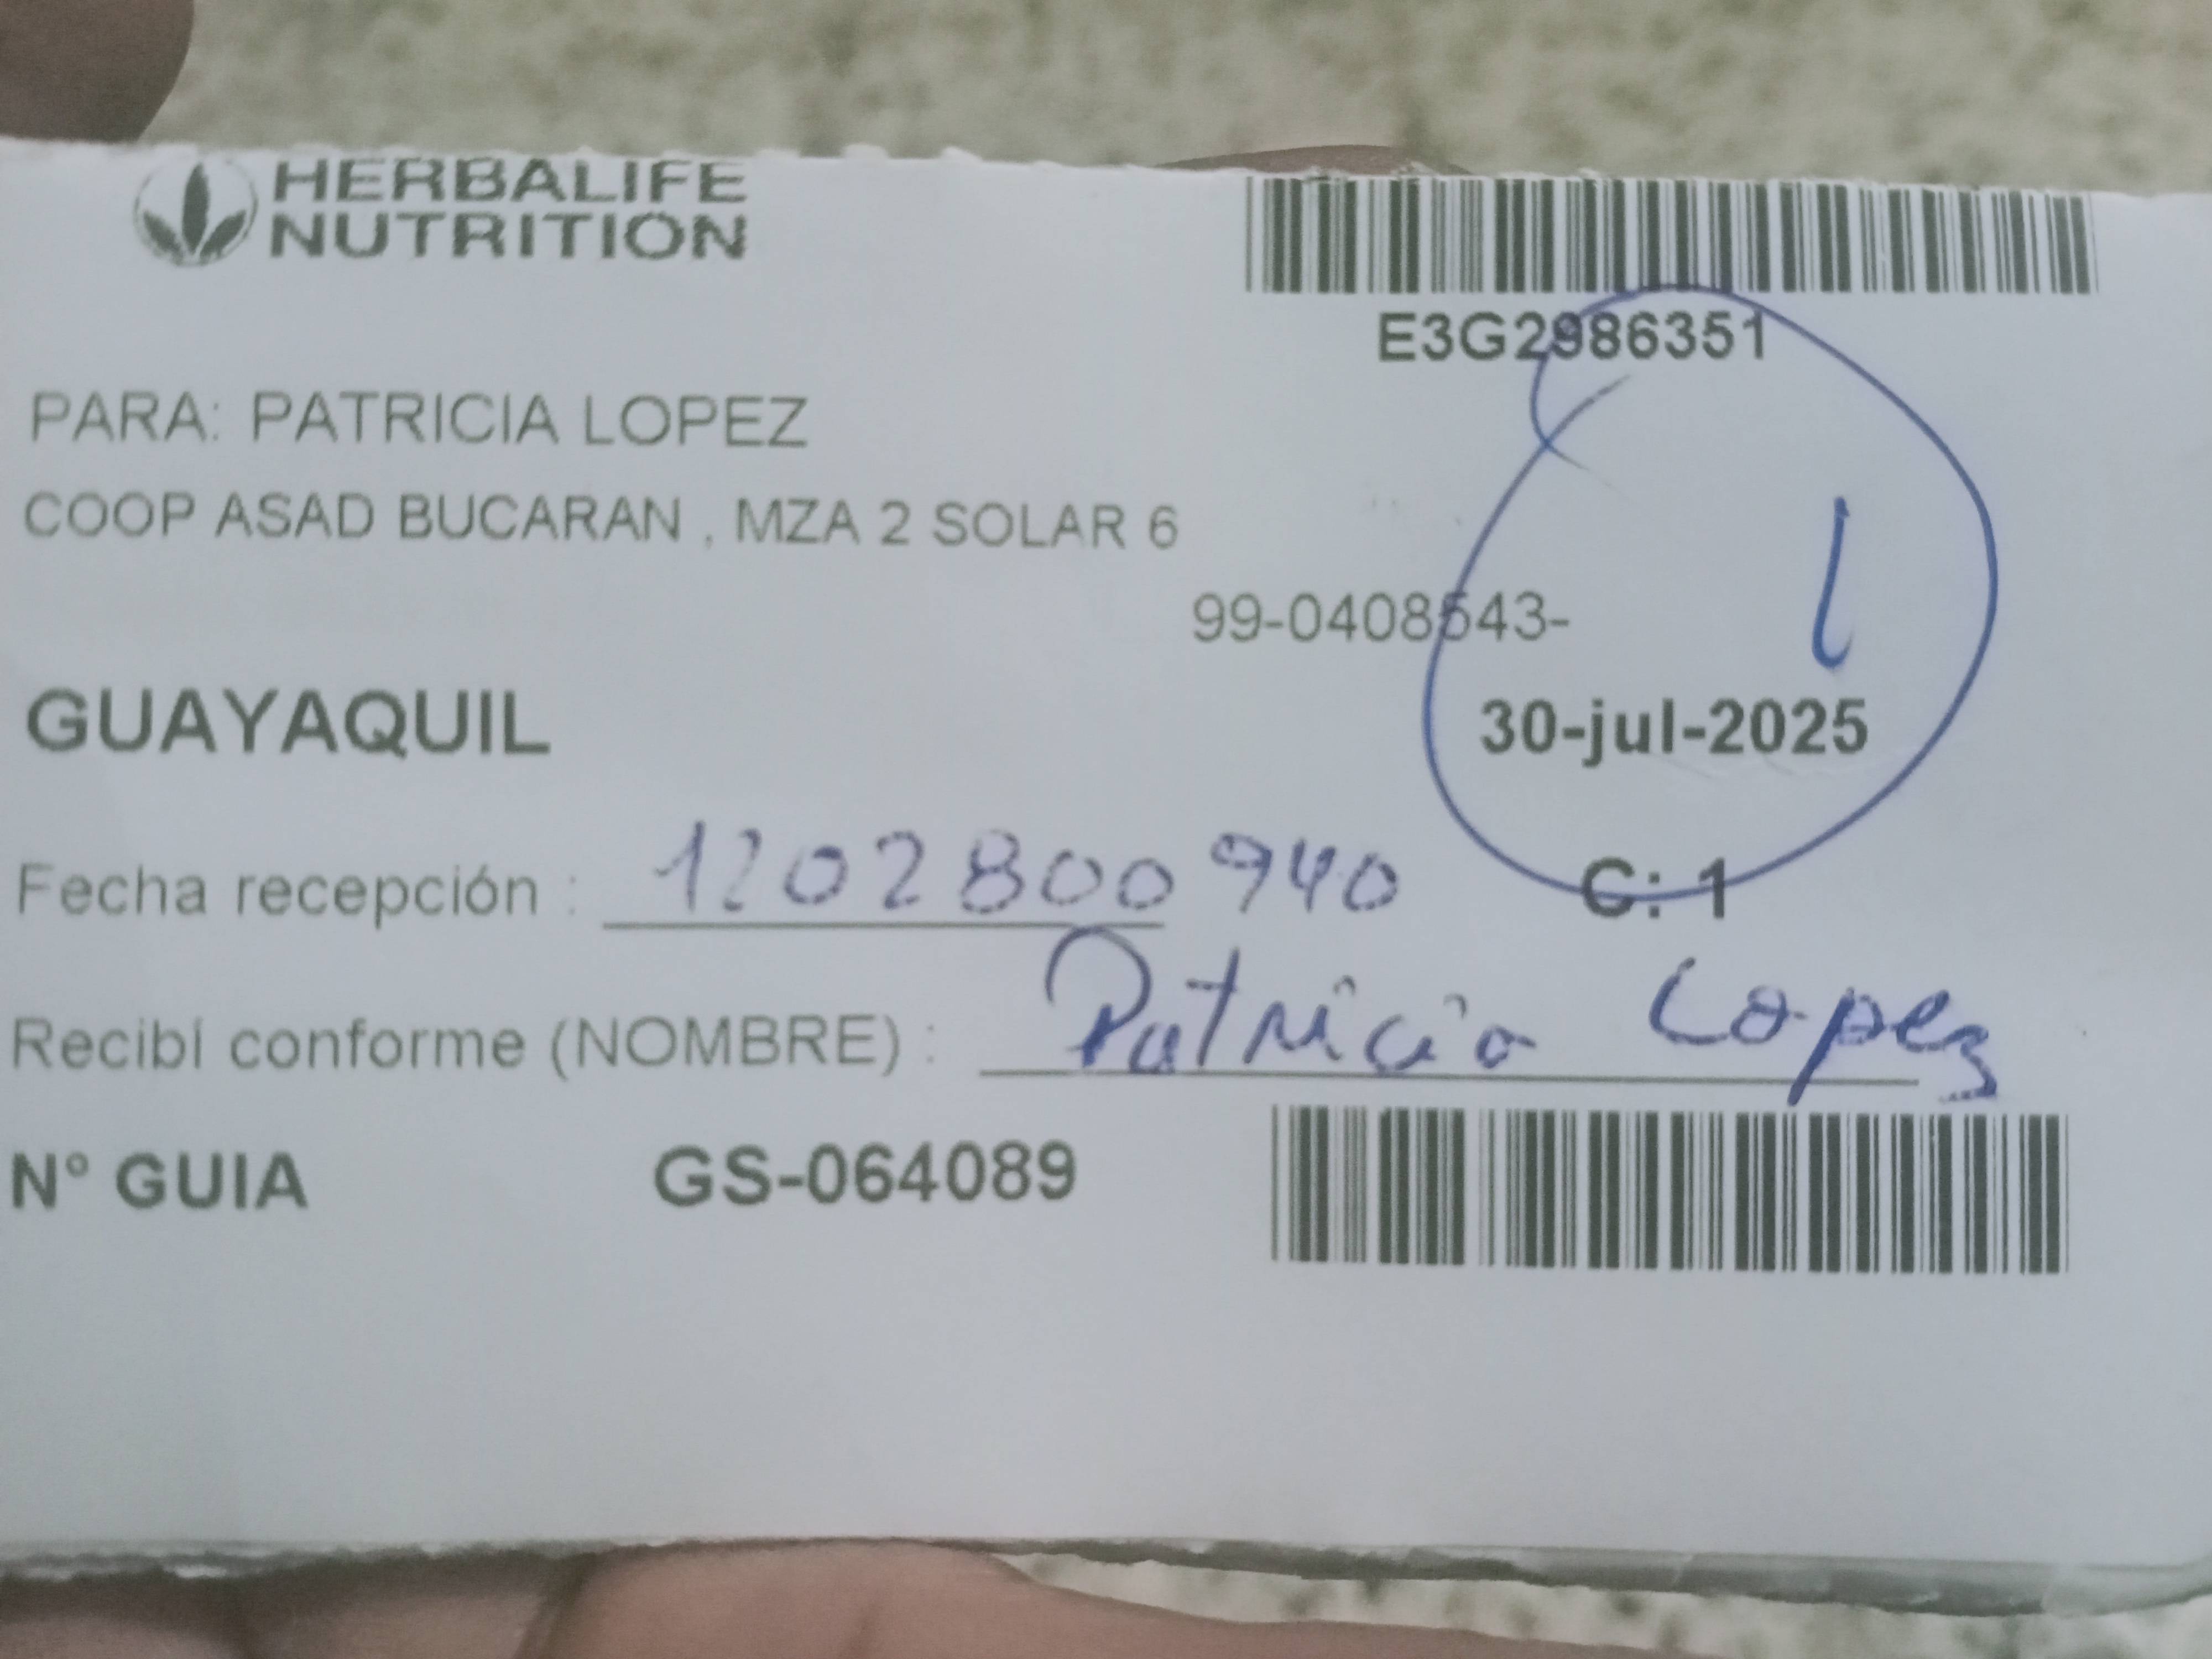 HERBALIFE
NUTRITION
E3G2986351
PARA: PATRICIA LOPEZ
COOP ASAD BUCARAN , MZA 2 SOLAR 6
99-0408543-
GUAYAQUIL
30-jul-2025
Fecha recepción : 1202800940
C: 1
Recibí conforme (NOMBRE) : Patricia Lopez
N° GUIA GS-064089